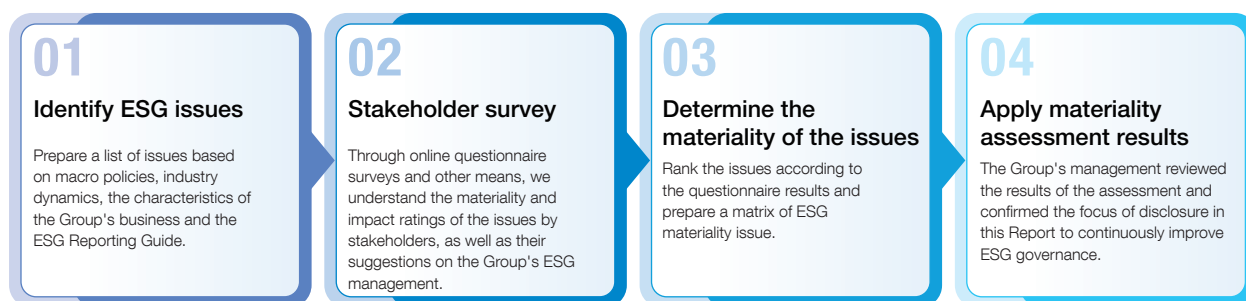 01
Identify ESG issues
Prepare a list of issues based
on macro policies, industry
dynamics, the characteristics of
the Group's business and the
ESG Reporting Guide.
02
Stakeholder survey
Through online questionnaire
surveys and other means, we
understand the materiality and
impact ratings of the issues by
stakeholders, as well as their
suggestions on the Group's ESG
management.
03
Determine the
materiality of the issues
Rank the issues according to
the questionnaire results and
prepare a matrix of ESG
materiality issue.
04
Apply materiality
assessment results
The Group's management reviewed
the results of the assessment and
confirmed the focus of disclosure in
this Report to continuously improve
ESG governance.